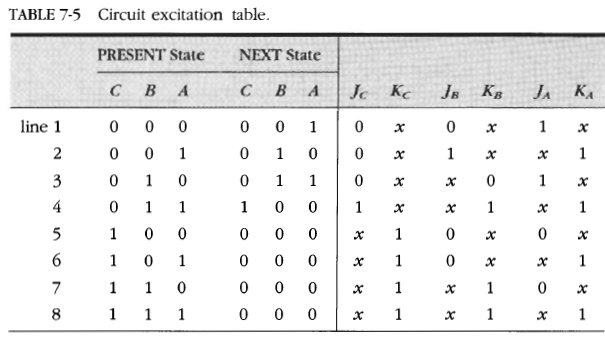 TABLE 7-5 Circuit excitation table.
PRESENT State NEXT State
C B A C B A J_C K_C J_B K_B J_A K_A
line 1 0 0 0 0 0 1 0 x 0 x 1 x
2 0 0 1 0 1 0 0 x 1 x x 1
3 0 1 0 0 1 1 0 x x 0 1 x
4 0 1 1 1 0 0 1 x x 1 x 1
5 1 0 0 0 0 0 x 1 0 x 0 x
6 1 0 1 0 0 0 x 1 0 x x 1
7 1 1 0 0 0 0 x 1 x 1 0 x
8 1 1 1 0 0 0 x 1 x 1 x 1